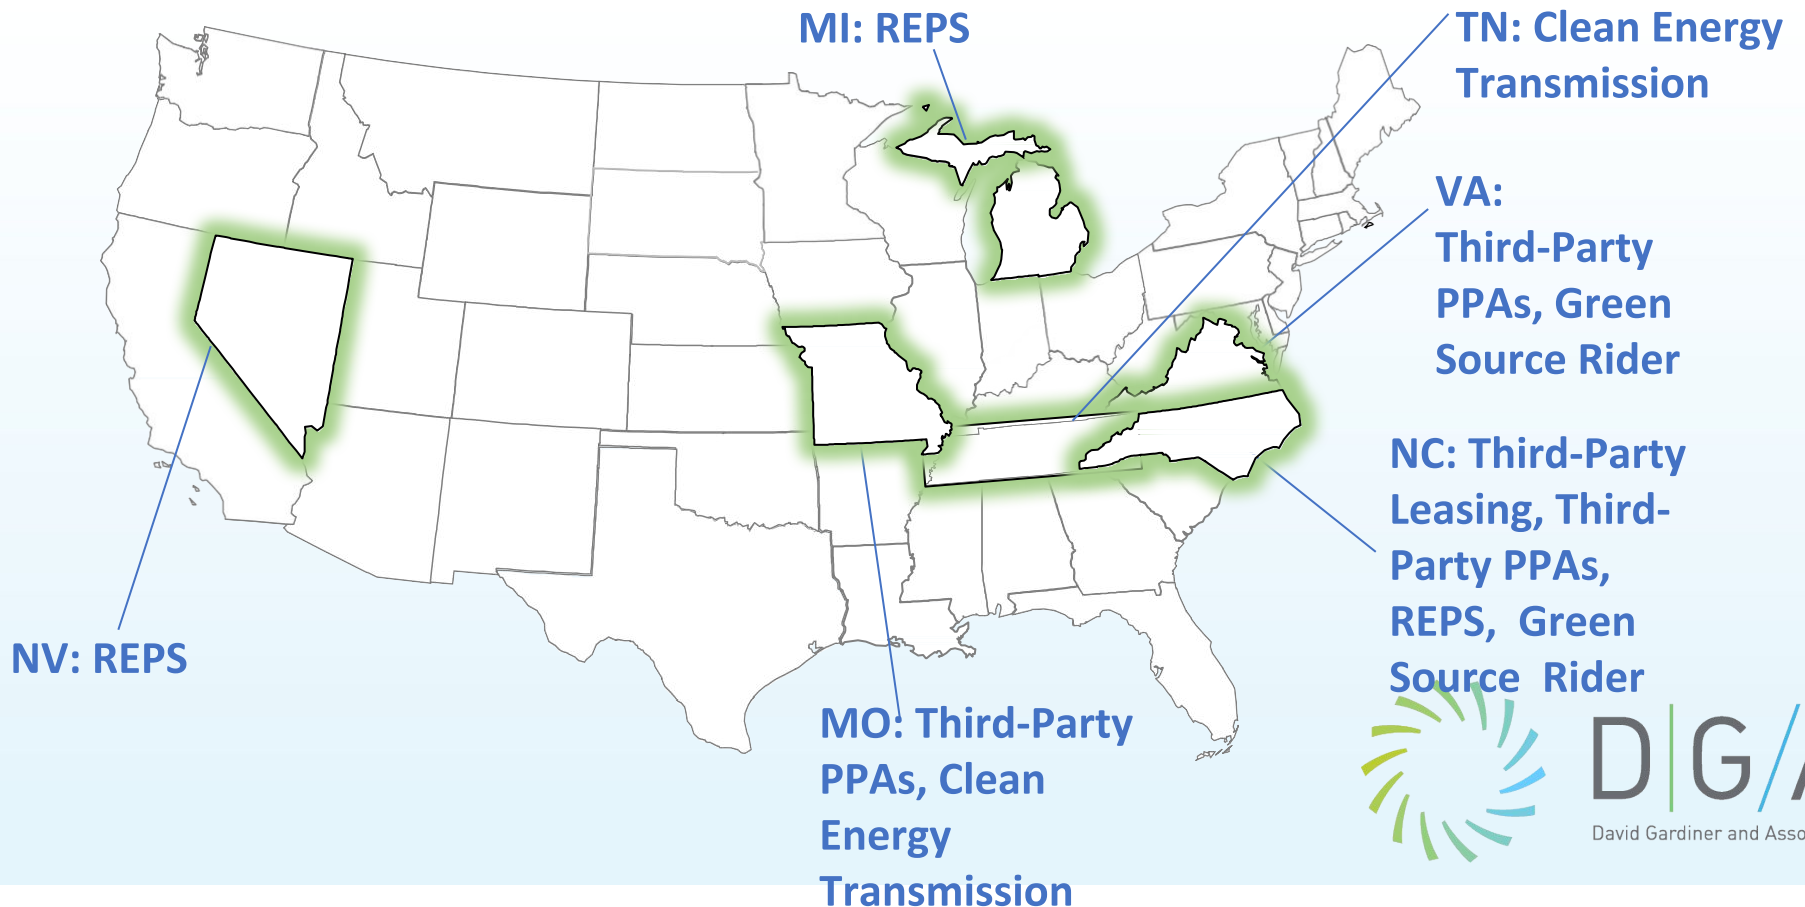 MI: REPS
TN: Clean Energy
Transmission
VA:
Third-Party
PPAs, Green
Source Rider
NC: Third-Party
Leasing, Third-
Party PPAs,
REPS, Green
Source Rider
NV: REPS
MO: Third-Party
PPAs, Clean
Energy
Transmission
D|G/
David Gardiner and